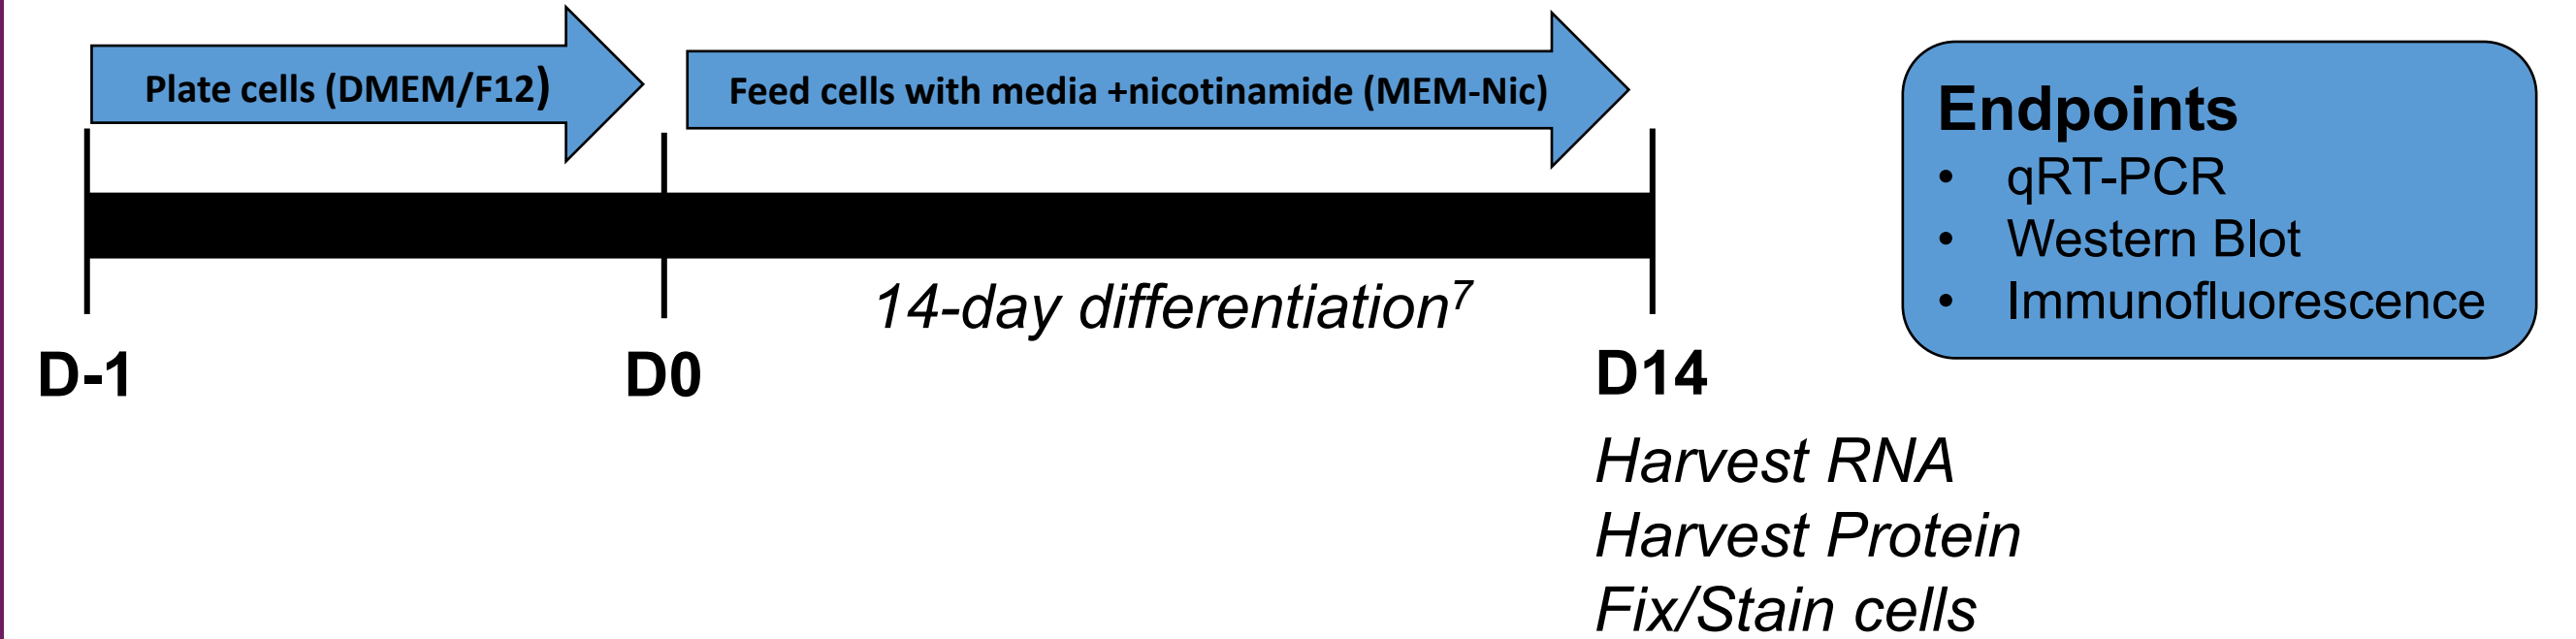 Plate cells (DMEM/F12)
Feed cells with media +nicotinamide (MEM-Nic)
14-day differentiation⁷
D-1
D0
D14
Harvest RNA
Harvest Protein
Fix/Stain cells
Endpoints
• qRT-PCR
• Western Blot
• Immunofluorescence